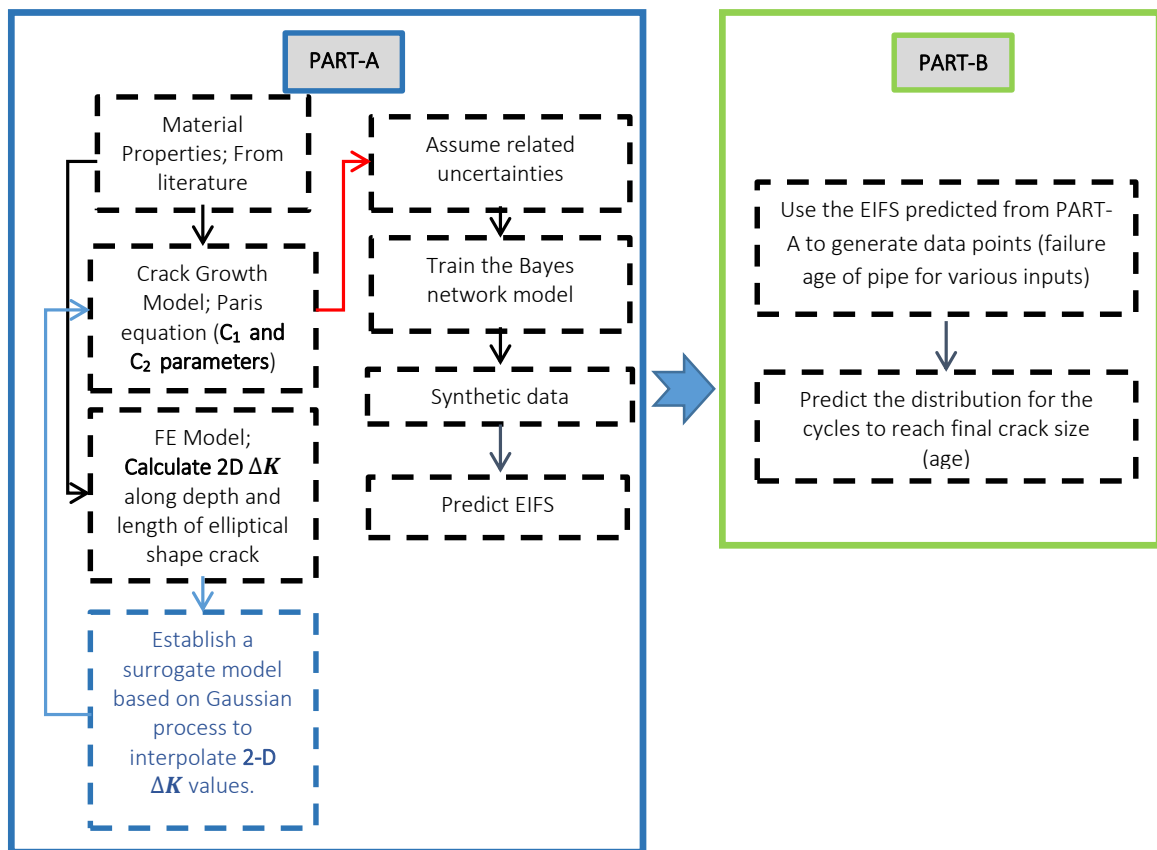 PART-A
Material
Properties; From
literature
Crack Growth
Model; Paris
equation (C₁ and
C₂ parameters)
FE Model;
Calculate 2D Δ𝑲
along depth and
length of elliptical
shape crack
Establish a
surrogate model
based on Gaussian
process to
interpolate 2-D
Δ𝑲 values.
Assume related
uncertainties
Train the Bayes
network model
Synthetic data
Predict EIFS
PART-B
Use the EIFS predicted from PART-
A to generate data points (failure
age of pipe for various inputs)
Predict the distribution for the
cycles to reach final crack size
(age)